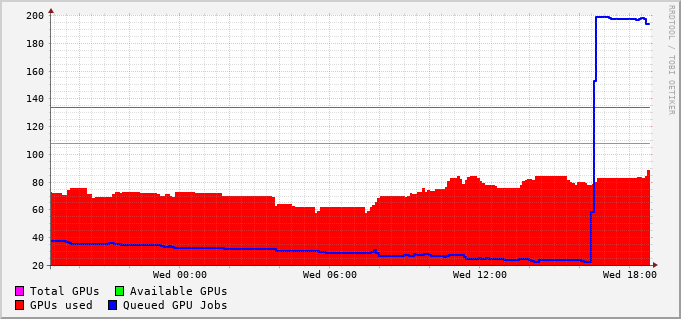 200
180
160
140
120
100
80
60
40
20
Wed 00:00 Wed 06:00 Wed 12:00 Wed 18:00
Total GPUs Available GPUs
GPUs used Queued GPU Jobs
RRDTOOL / TOBI OETIKER